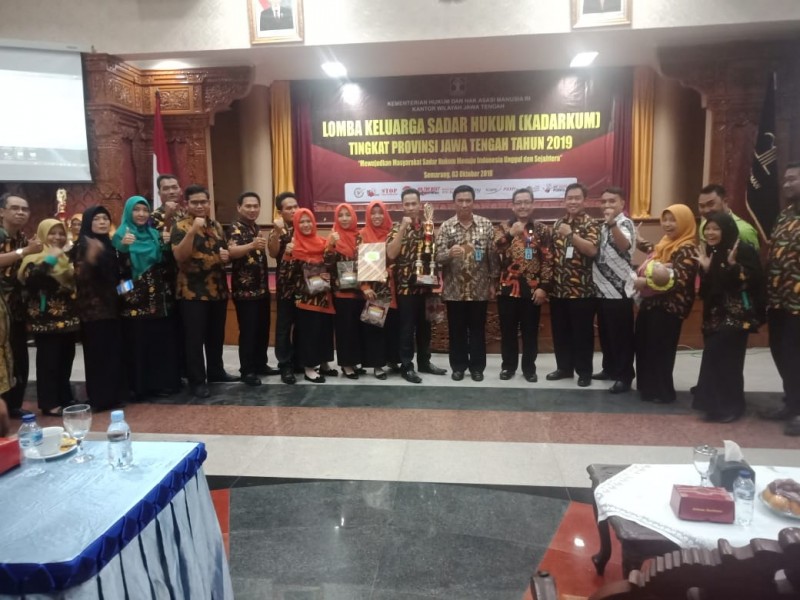 KEMENTERIAN HUKUM DAN HAK ASASI MANUSIA RI
KANTOR WILAYAH JAWA TENGAH
LOMBA KELUARGA SADAR HUKUM (KADARKUM)
TINGKAT PROVINSI JAWA TENGAH TAHUN 2019
"Mewujudkan Masyarakat Sadar Hukum Menuju Indonesia Unggul dan Sejahtera"
Semarang, 03 Oktober 2019